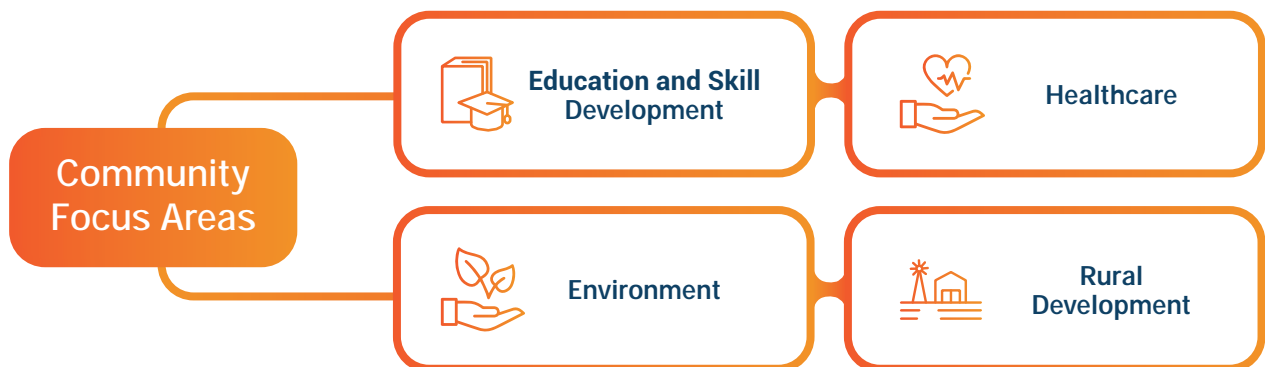 Community
Focus Areas
Education and Skill
Development
Healthcare
Environment
Rural
Development